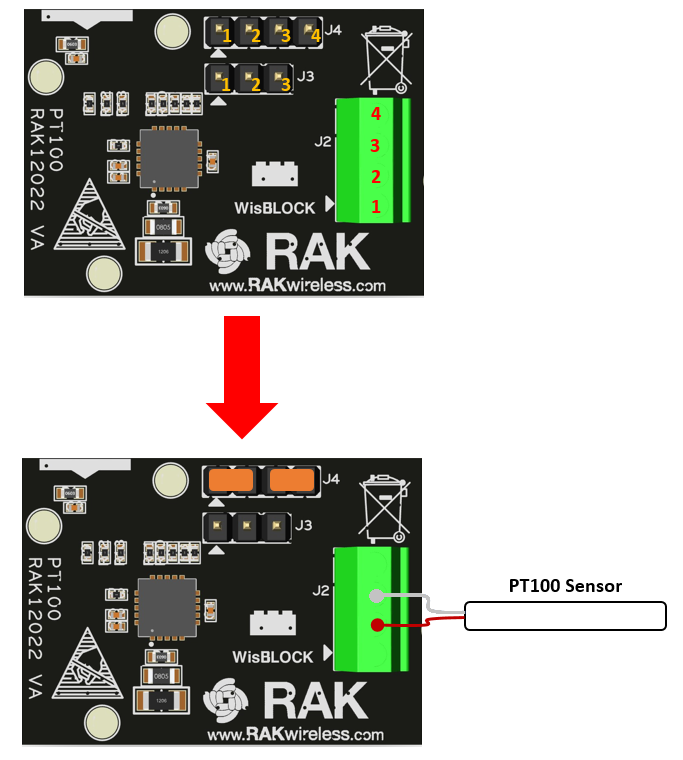 1 2 3 4 J4
1 2 3 J3
4
3
2
1
J2
PT100
RAK12022 VA
0603
0805
1206
WisBLOCK
RAK
www.RAKwireless.com
J4
J3
J2
PT100
RAK12022 VA
0603
0805
1206
WisBLOCK
RAK
www.RAKwireless.com
PT100 Sensor